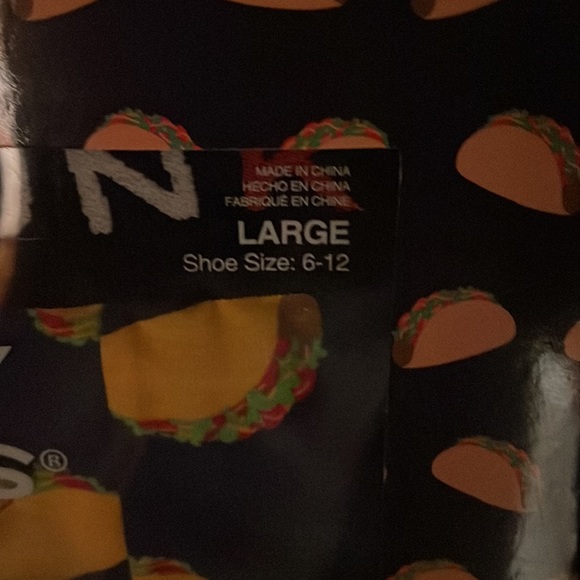 N
MADE IN CHINA
HECHO EN CHINA
FABRIQUÉ EN CHINE
LARGE
Shoe Size: 6-12
S®